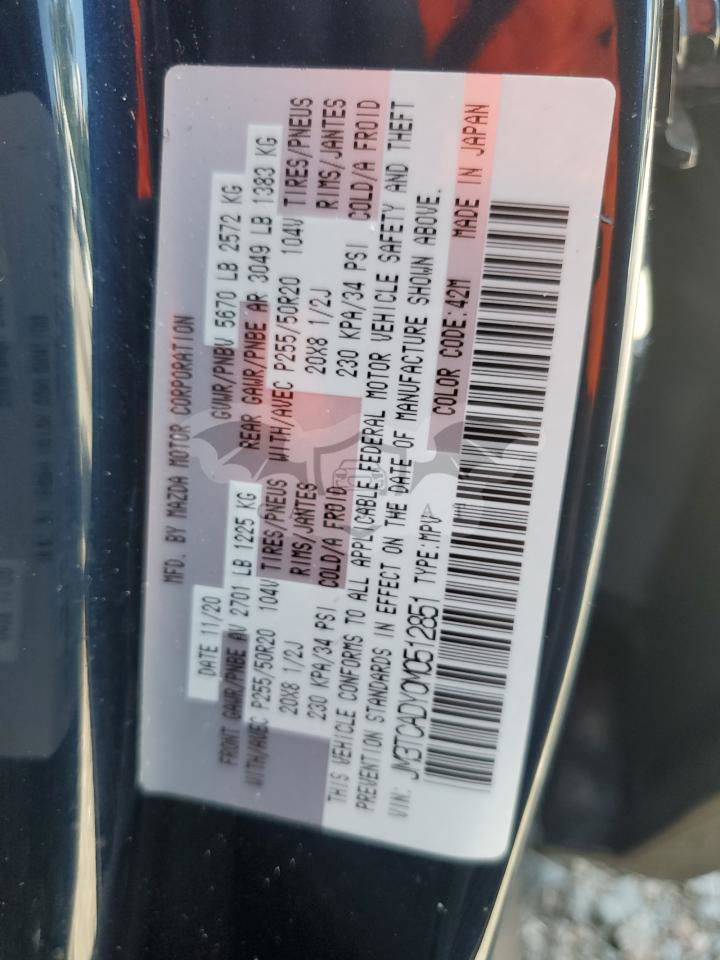 MFD. BY MAZDA MOTOR CORPORATION
DATE 11/20 GVWR/PNBV 5670 LB 2572 KG
FRONT GAWR/PNBE AV 2701 LB 1225 KG REAR GAWR/PNBE AR 3049 LB 1383 KG
WITH/AVEC P255/50R20 104V TIRES/PNEUS WITH/AVEC P255/50R20 104V TIRES/PNEUS
20X8 1/2J RIMS/JANTES 20X8 1/2J RIMS/JANTES
230 KPA/34 PSI COLD/A FROID 230 KPA/34 PSI COLD/A FROID
THIS VEHICLE CONFORMS TO ALL APPLICABLE FEDERAL MOTOR VEHICLE SAFETY AND THEFT
PREVENTION STANDARDS IN EFFECT ON THE DATE OF MANUFACTURE SHOWN ABOVE.
VIN: JM3TCADY0M0512851 TYPE:MPV COLOR CODE:42M MADE IN JAPAN